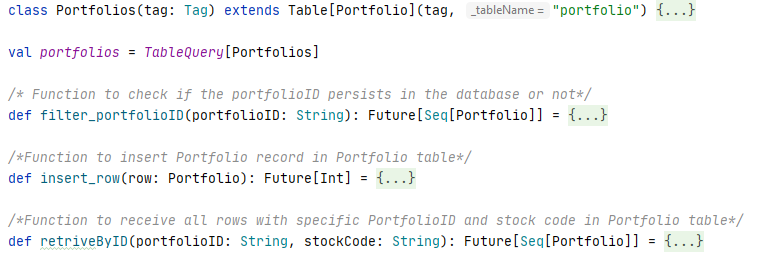 class Portfolios(tag: Tag) extends Table[Portfolio](tag, _tableName = "portfolio") {...}
val portfolios = TableQuery[Portfolios]
/* Function to check if the portfolioID persists in the database or not*/
def filter_portfolioID(portfolioID: String): Future[Seq[Portfolio]] = {...}
/*Function to insert Portfolio record in Portfolio table*/
def insert_row(row: Portfolio): Future[Int] = {...}
/*Function to receive all rows with specific PortfolioID and stock code in Portfolio table*/
def retriveByID(portfolioID: String, stockCode: String): Future[Seq[Portfolio]] = {...}